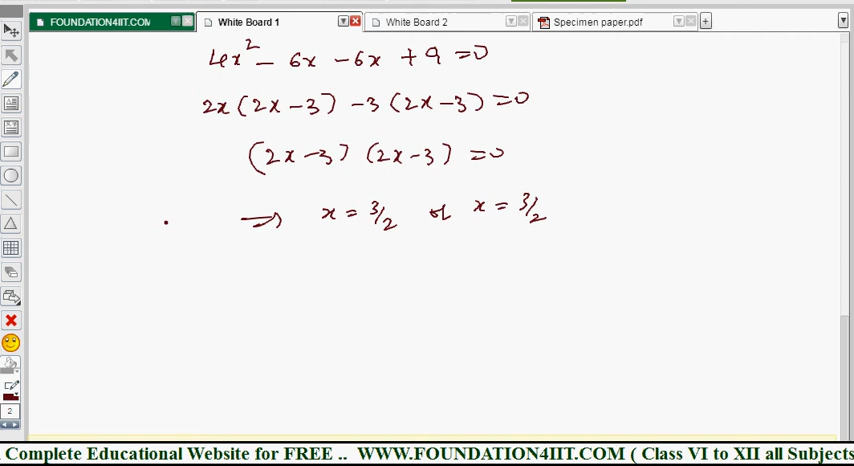 FOUNDATION4IIT.COM
White Board 1
White Board 2
Specimen paper.pdf
4x² - 6x - 6x + 9 = 0
2x (2x - 3) - 3 (2x - 3) = 0
(2x - 3) (2x - 3) = 0
⟹ x = 3/2 or x = 3/2
2
Complete Educational Website for FREE .. WWW.FOUNDATION4IIT.COM ( Class VI to XII all Subjects